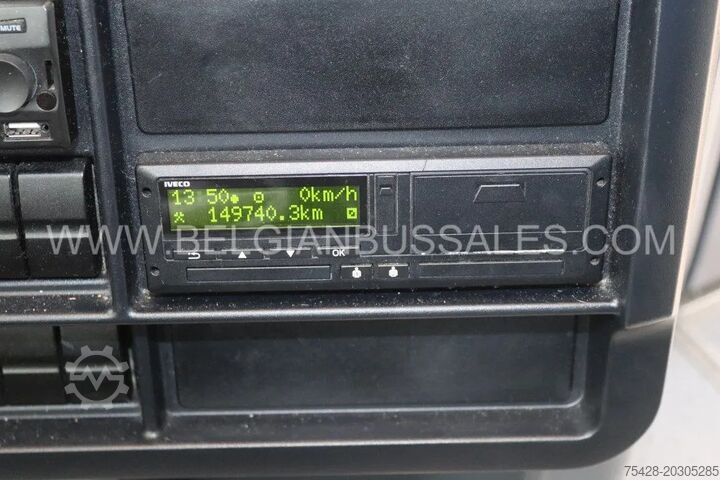 MUTE
IVECO
13 50 0km/h
149740.3km
WWW.BELGIANBUSSALES.COM
OK
75428-20305285